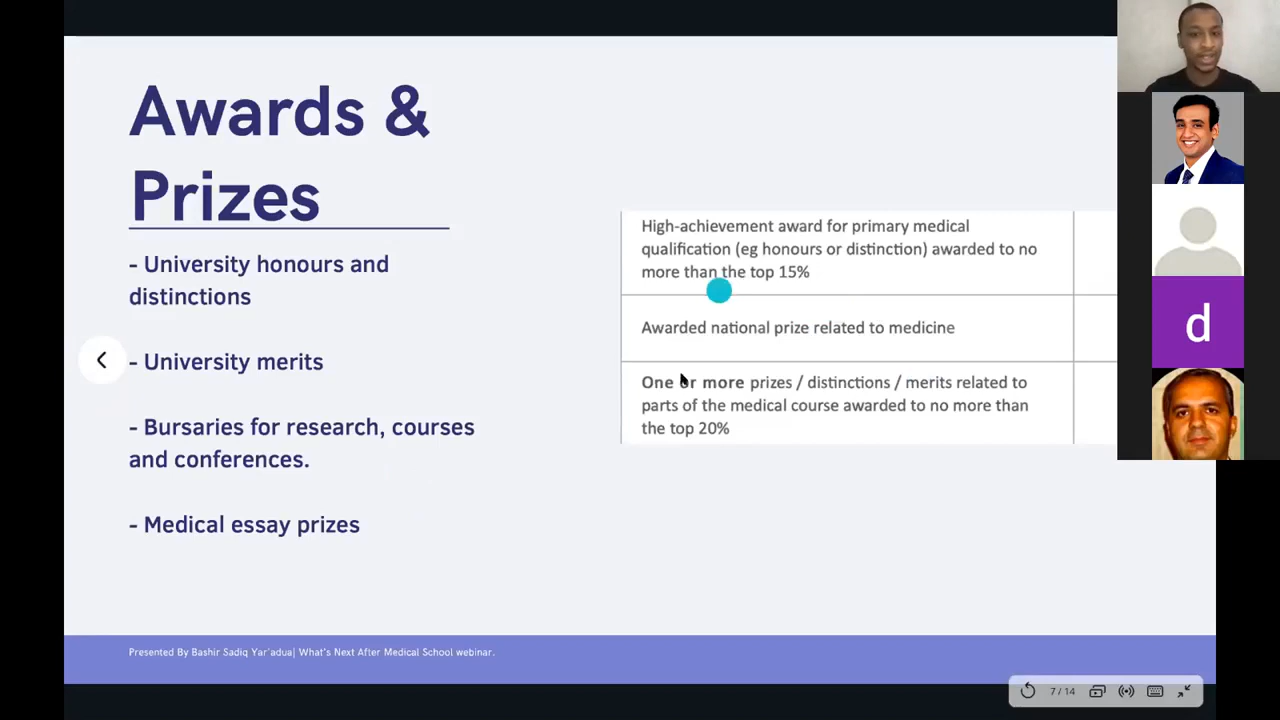 Awards &
Prizes
- University honours and
distinctions
- University merits
- Bursaries for research, courses
and conferences.
- Medical essay prizes
High-achievement award for primary medical
qualification (eg honours or distinction) awarded to no
more than the top 15%
Awarded national prize related to medicine
One or more prizes / distinctions / merits related to
parts of the medical course awarded to no more than
the top 20%
d
Presented By Bashir Sadiq Yar'adua| What's Next After Medical School webinar.
7 / 14